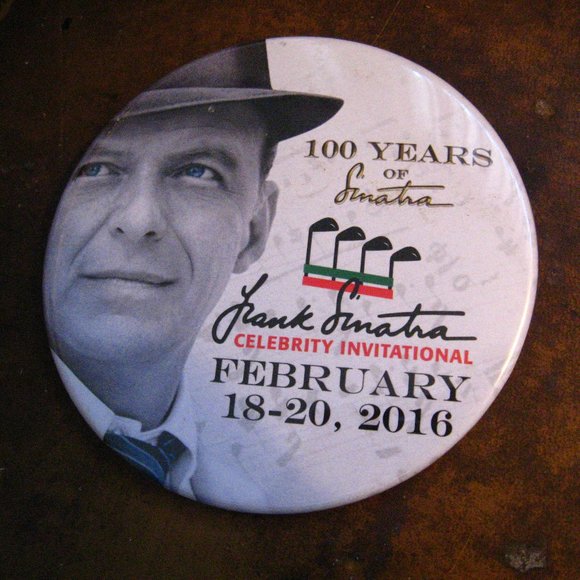 100 YEARS
OF
Sinatra
Frank Sinatra
CELEBRITY INVITATIONAL
FEBRUARY
18-20, 2016